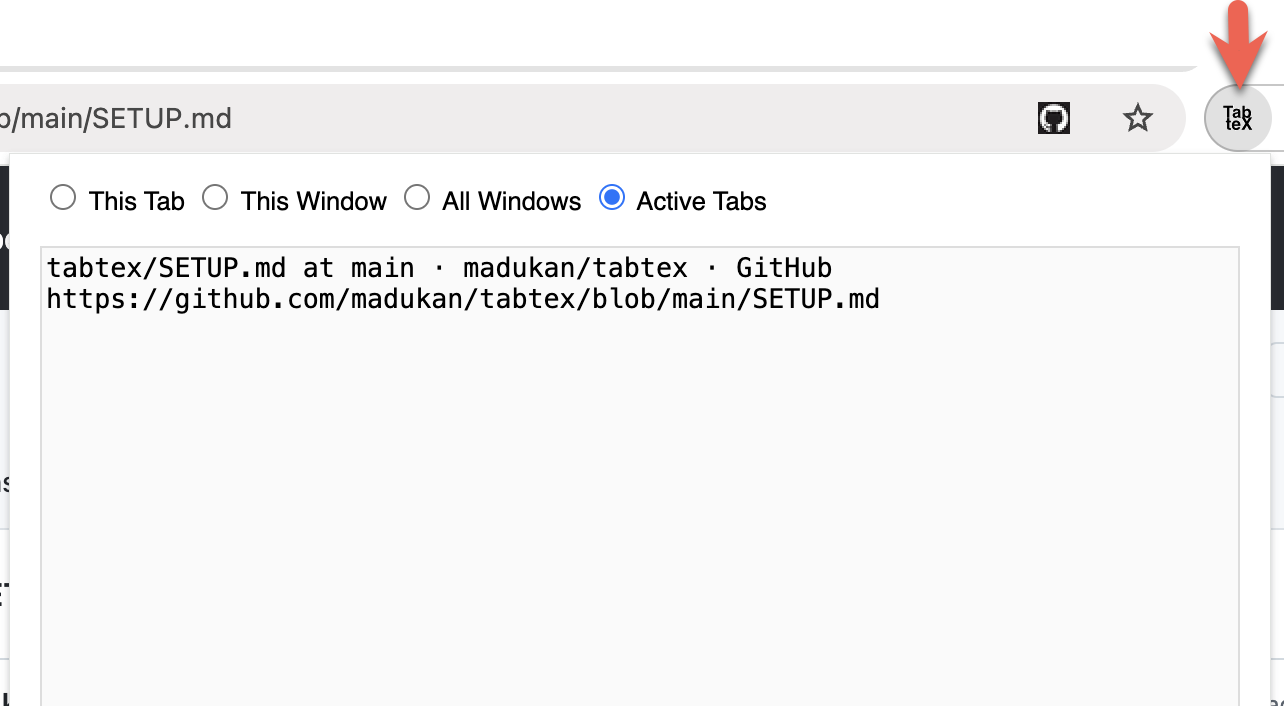 /main/SETUP.md
Tab
teX
This Tab This Window All Windows Active Tabs
tabtex/SETUP.md at main · madukan/tabtex · GitHub
https://github.com/madukan/tabtex/blob/main/SETUP.md